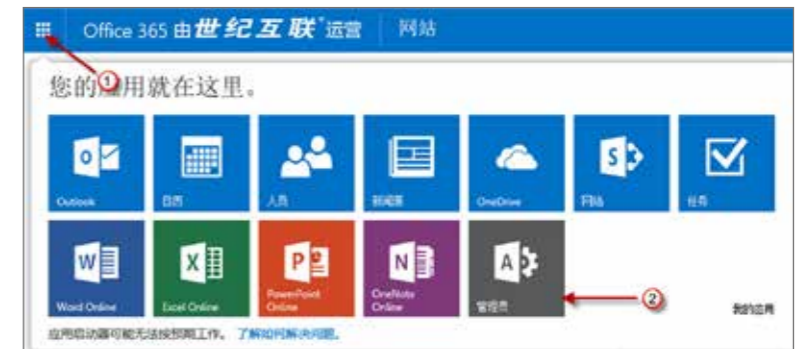 Office 365 由世纪互联运营 网站
①
您的应用就在这里。
Outlook 日历 人员 新闻源 OneDrive 网站 任务
Word Online Excel Online PowerPoint Online OneNote Online 管理员 ②
我的应用
应用启动器可能无法按预期工作。 了解如何解决问题。